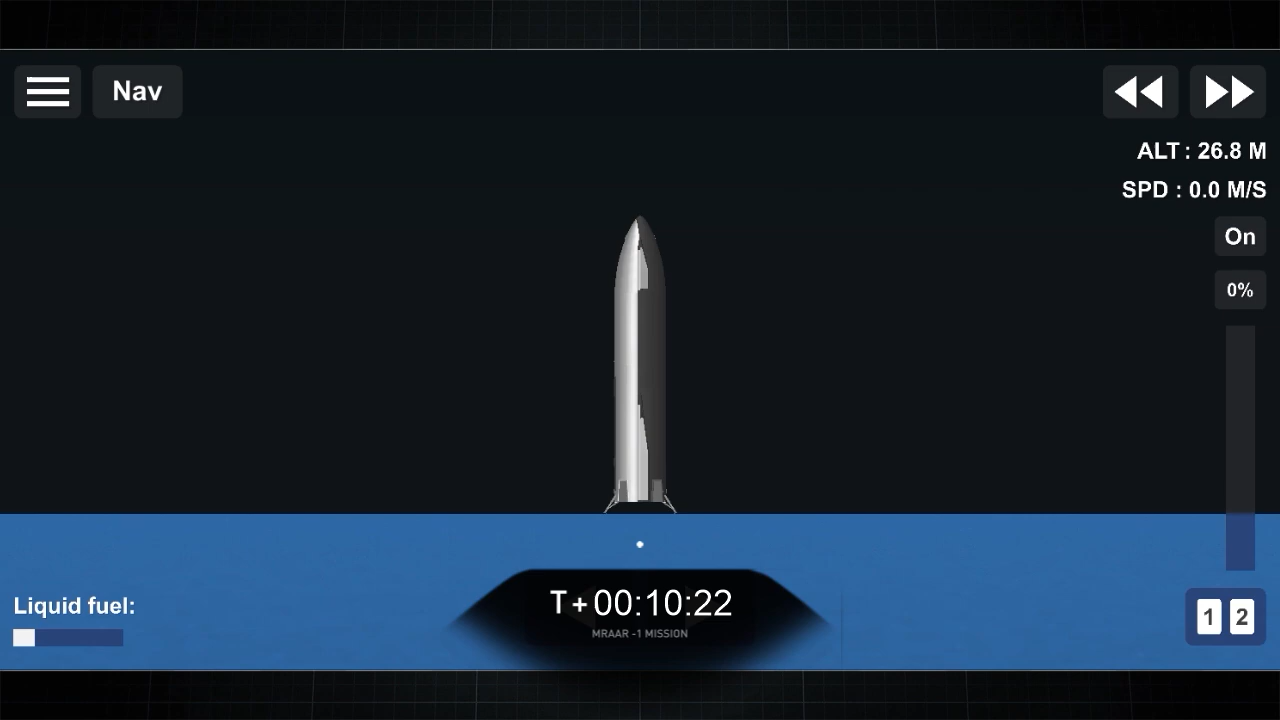 Nav
ALT : 26.8 M
SPD : 0.0 M/S
On
0%
Liquid fuel:
T+00:10:22
MRAAR -1 MISSION
1 2